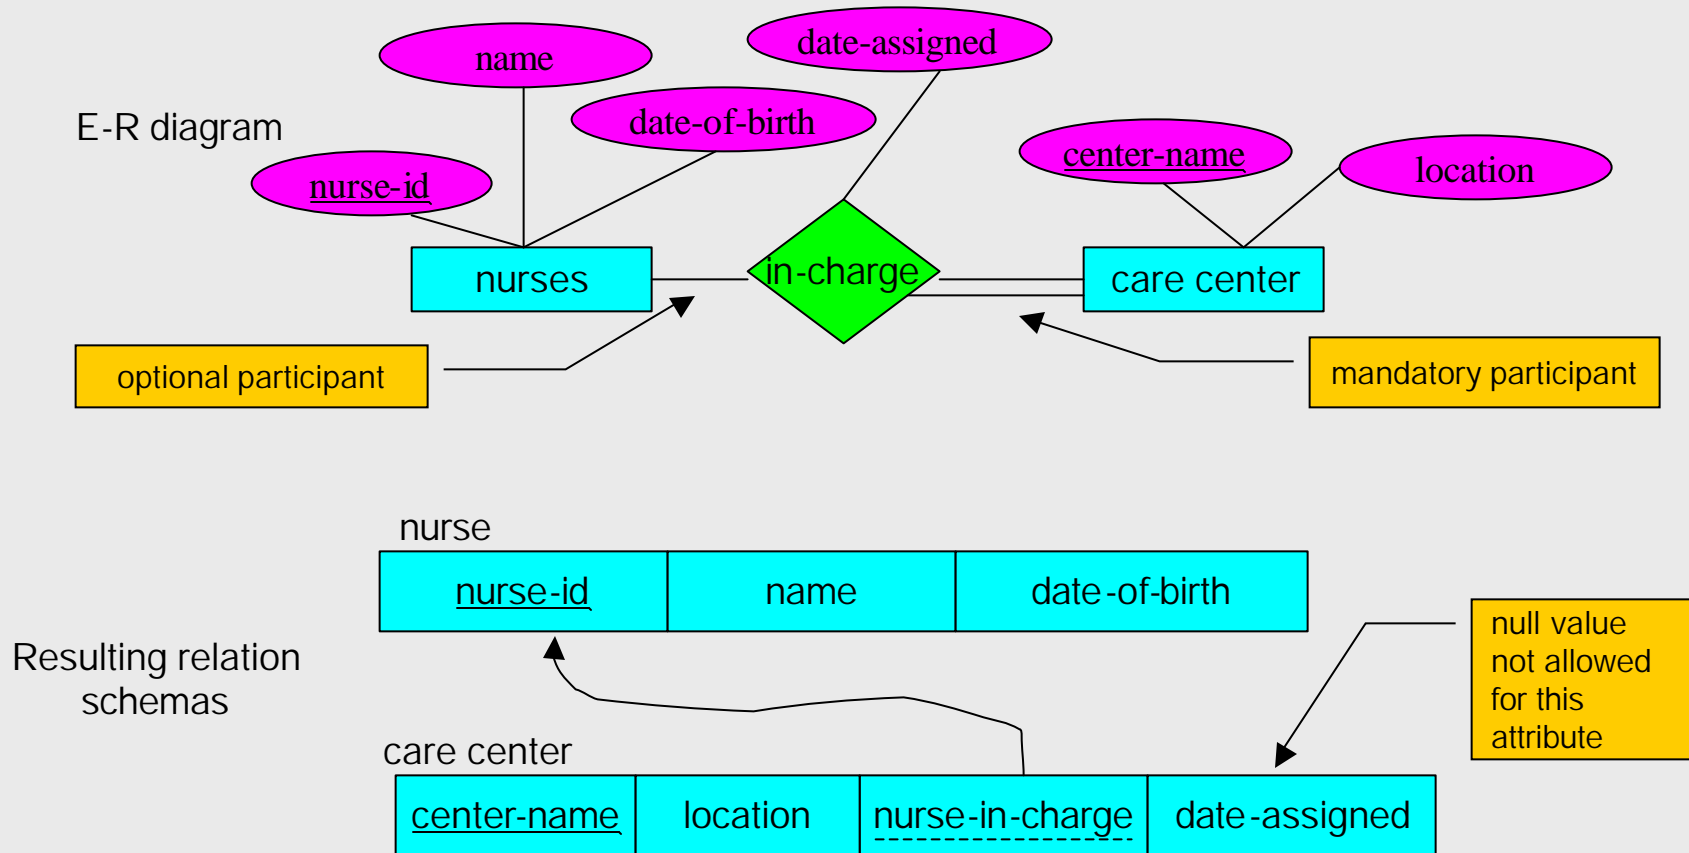 name
date-assigned
E-R diagram
date-of-birth
center-name
location
nurse-id
nurses
in-charge
care center
optional participant
mandatory participant
nurse
nurse-id
name
date-of-birth
null value
not allowed
for this
attribute
Resulting relation
schemas
care center
center-name
location
nurse-in-charge
date-assigned